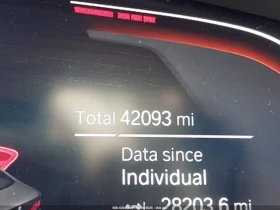 Total 42093 mi
Data since
Individual
28203.6 mi